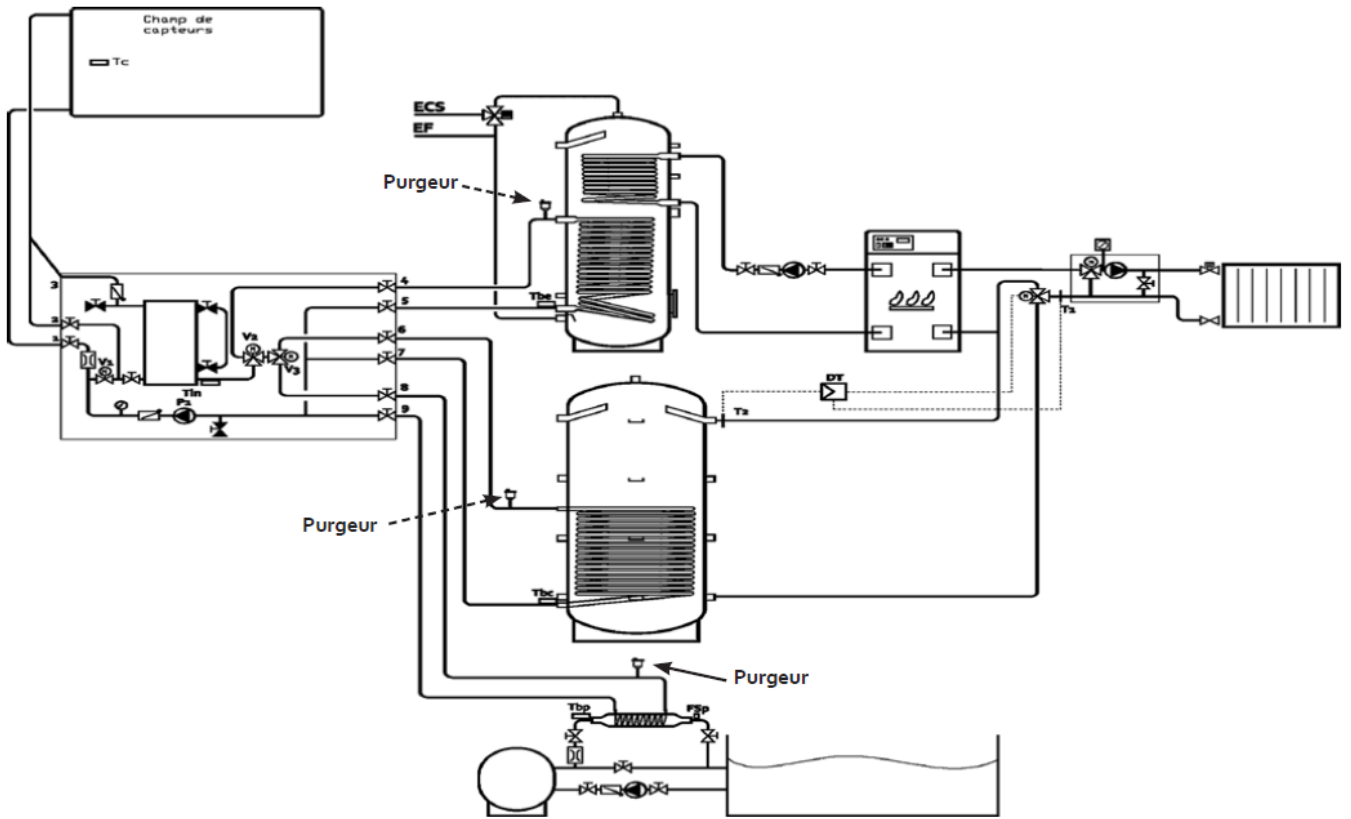 Champ de
capteurs
Tc
ECS
EF
Purgeur
3
2
1
4
5
6
7
8
9
V1
V2
V3
Tin
P1
Tbe
T1
DT
T2
Purgeur
Tbc
Purgeur
Tbp
FSp